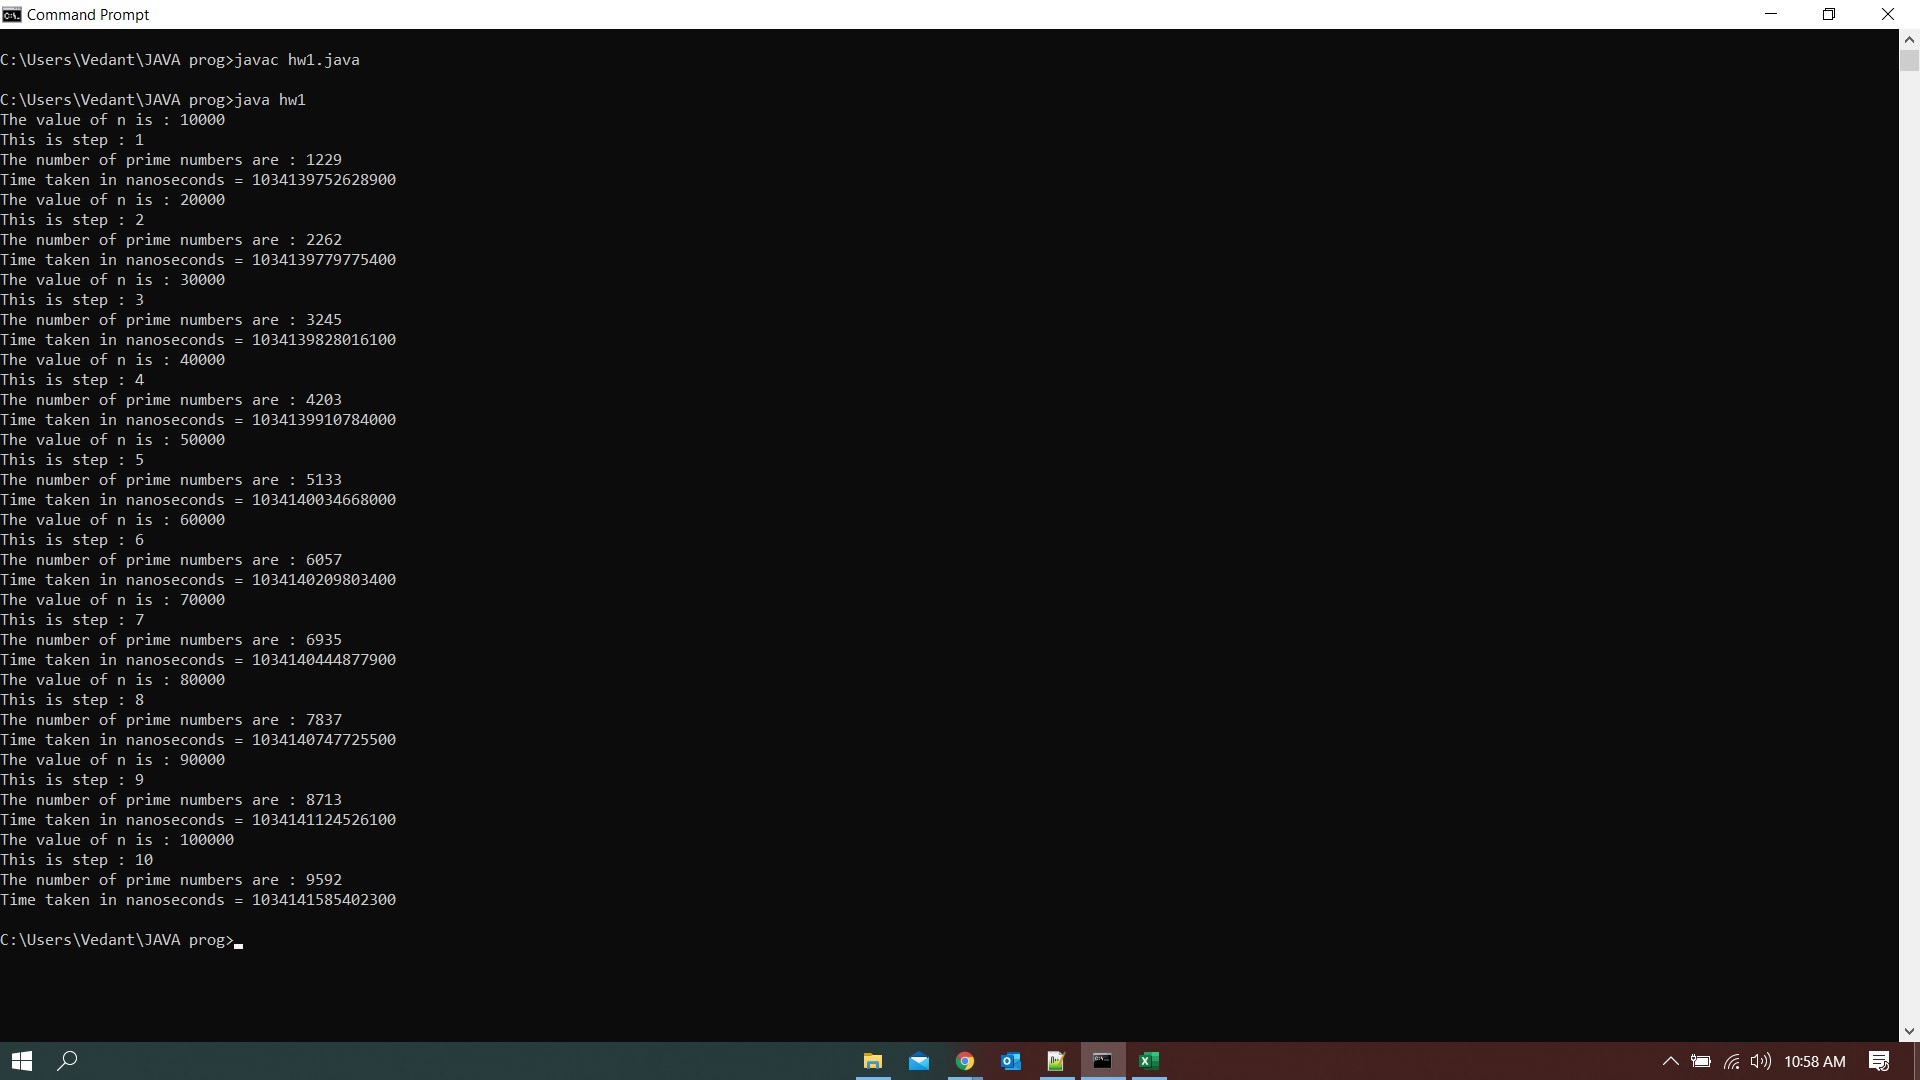 Command Prompt
C:\Users\Vedant\JAVA prog>javac hw1.java
C:\Users\Vedant\JAVA prog>java hw1
The value of n is : 10000
This is step : 1
The number of prime numbers are : 1229
Time taken in nanoseconds = 1034139752628900
The value of n is : 20000
This is step : 2
The number of prime numbers are : 2262
Time taken in nanoseconds = 1034139779775400
The value of n is : 30000
This is step : 3
The number of prime numbers are : 3245
Time taken in nanoseconds = 1034139828016100
The value of n is : 40000
This is step : 4
The number of prime numbers are : 4203
Time taken in nanoseconds = 1034139910784000
The value of n is : 50000
This is step : 5
The number of prime numbers are : 5133
Time taken in nanoseconds = 1034140034668000
The value of n is : 60000
This is step : 6
The number of prime numbers are : 6057
Time taken in nanoseconds = 1034140209803400
The value of n is : 70000
This is step : 7
The number of prime numbers are : 6935
Time taken in nanoseconds = 1034140444877900
The value of n is : 80000
This is step : 8
The number of prime numbers are : 7837
Time taken in nanoseconds = 1034140747725500
The value of n is : 90000
This is step : 9
The number of prime numbers are : 8713
Time taken in nanoseconds = 1034141124526100
The value of n is : 100000
This is step : 10
The number of prime numbers are : 9592
Time taken in nanoseconds = 1034141585402300
C:\Users\Vedant\JAVA prog>
10:58 AM